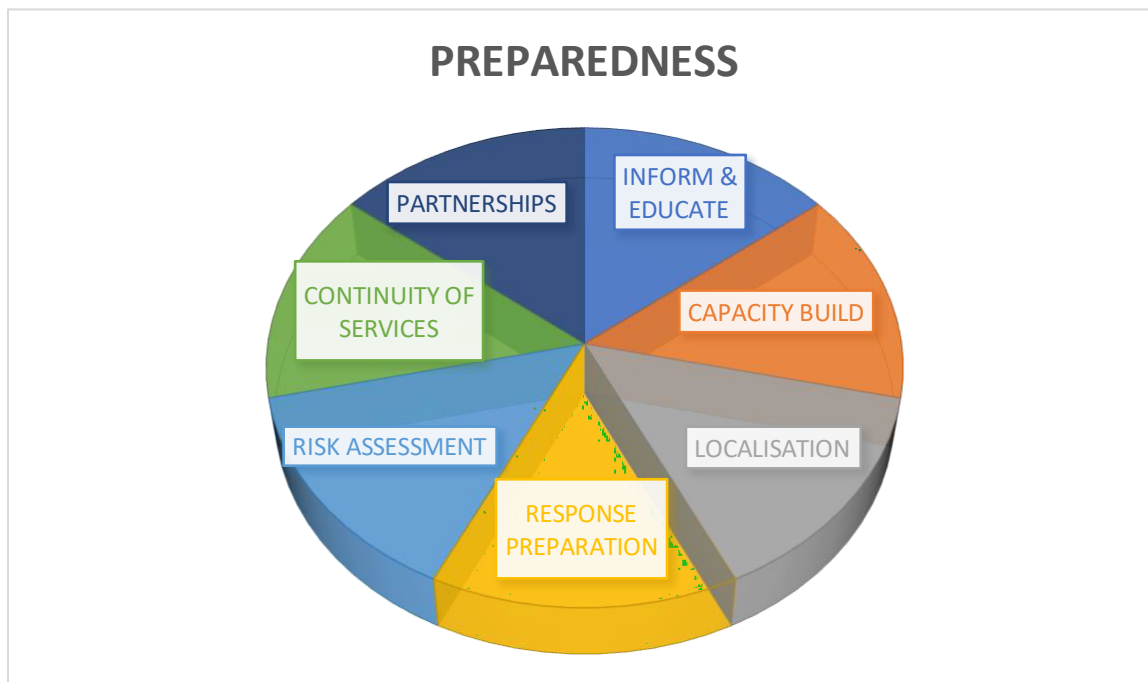 PREPAREDNESS
INFORM &
EDUCATE
CAPACITY BUILD
LOCALISATION
RESPONSE
PREPARATION
RISK ASSESSMENT
CONTINUITY OF
SERVICES
PARTNERSHIPS